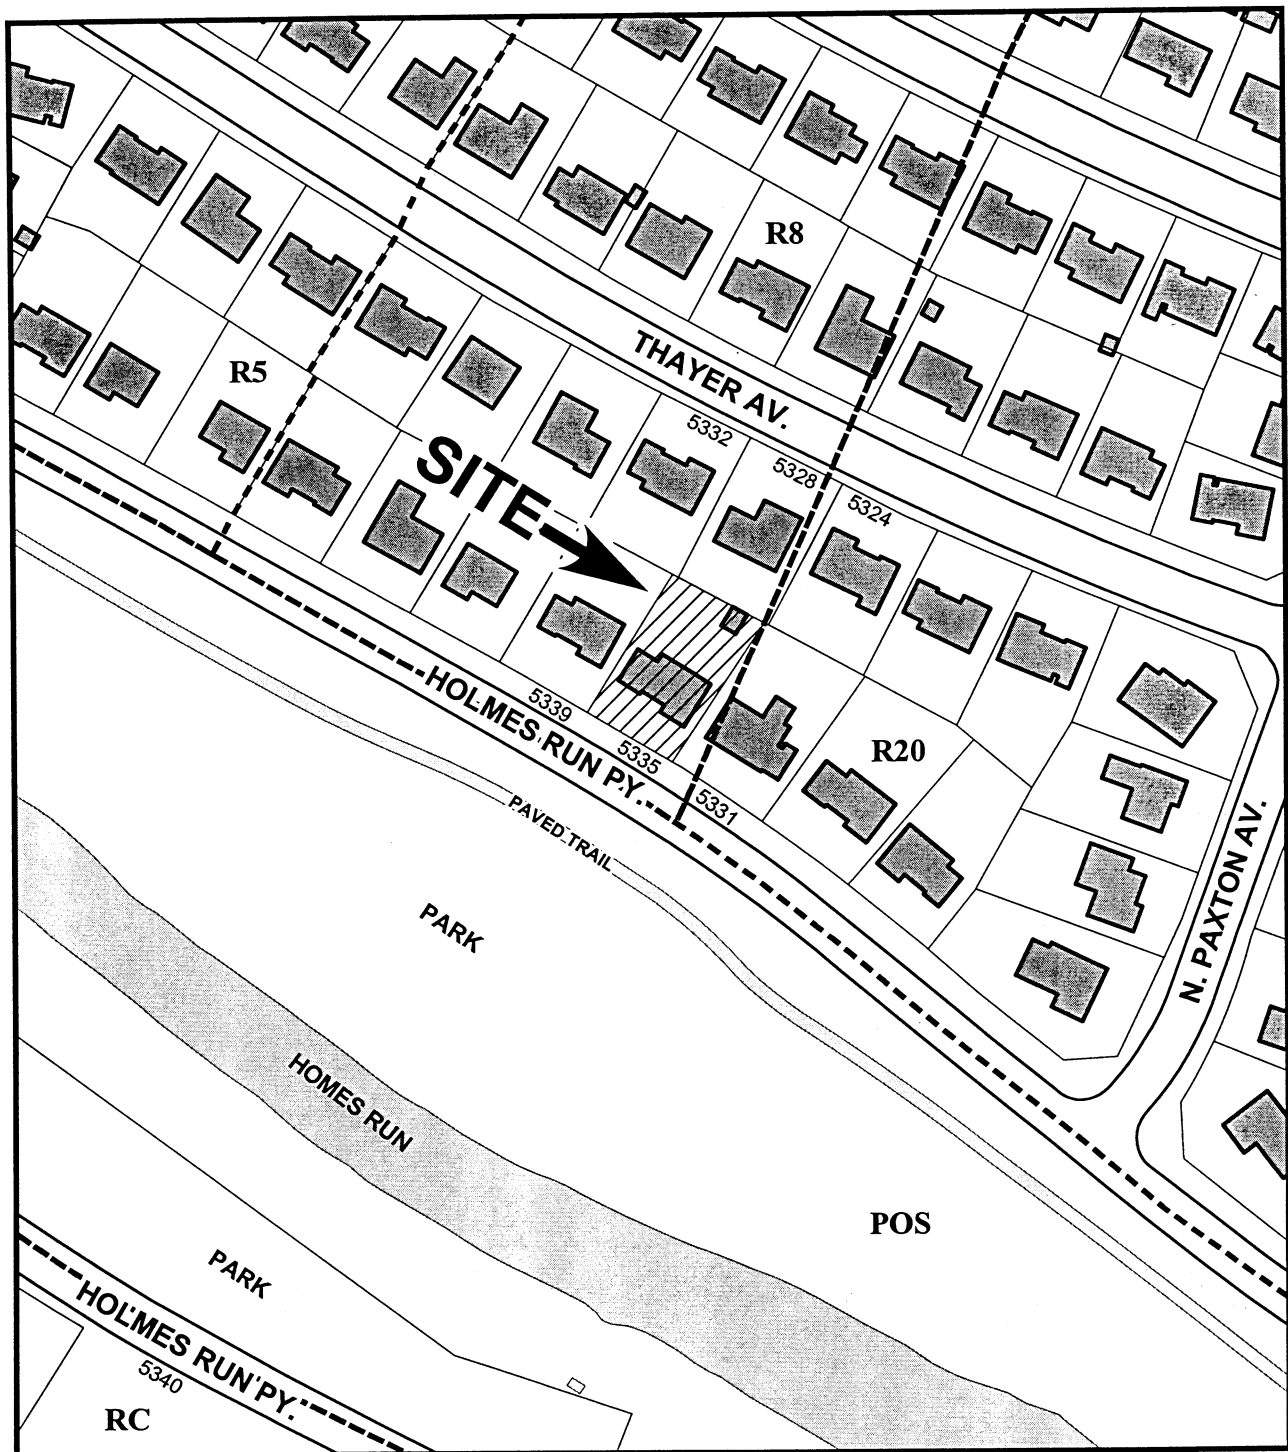 R8
THAYER AV.
R5
5332
SITE
5328
5324
HOLMES RUN PY.
5339
5335
R20
5331
PAVED TRAIL
N. PAXTON AV.
PARK
HOMES RUN
POS
PARK
HOLMES RUN PY.
5340
RC